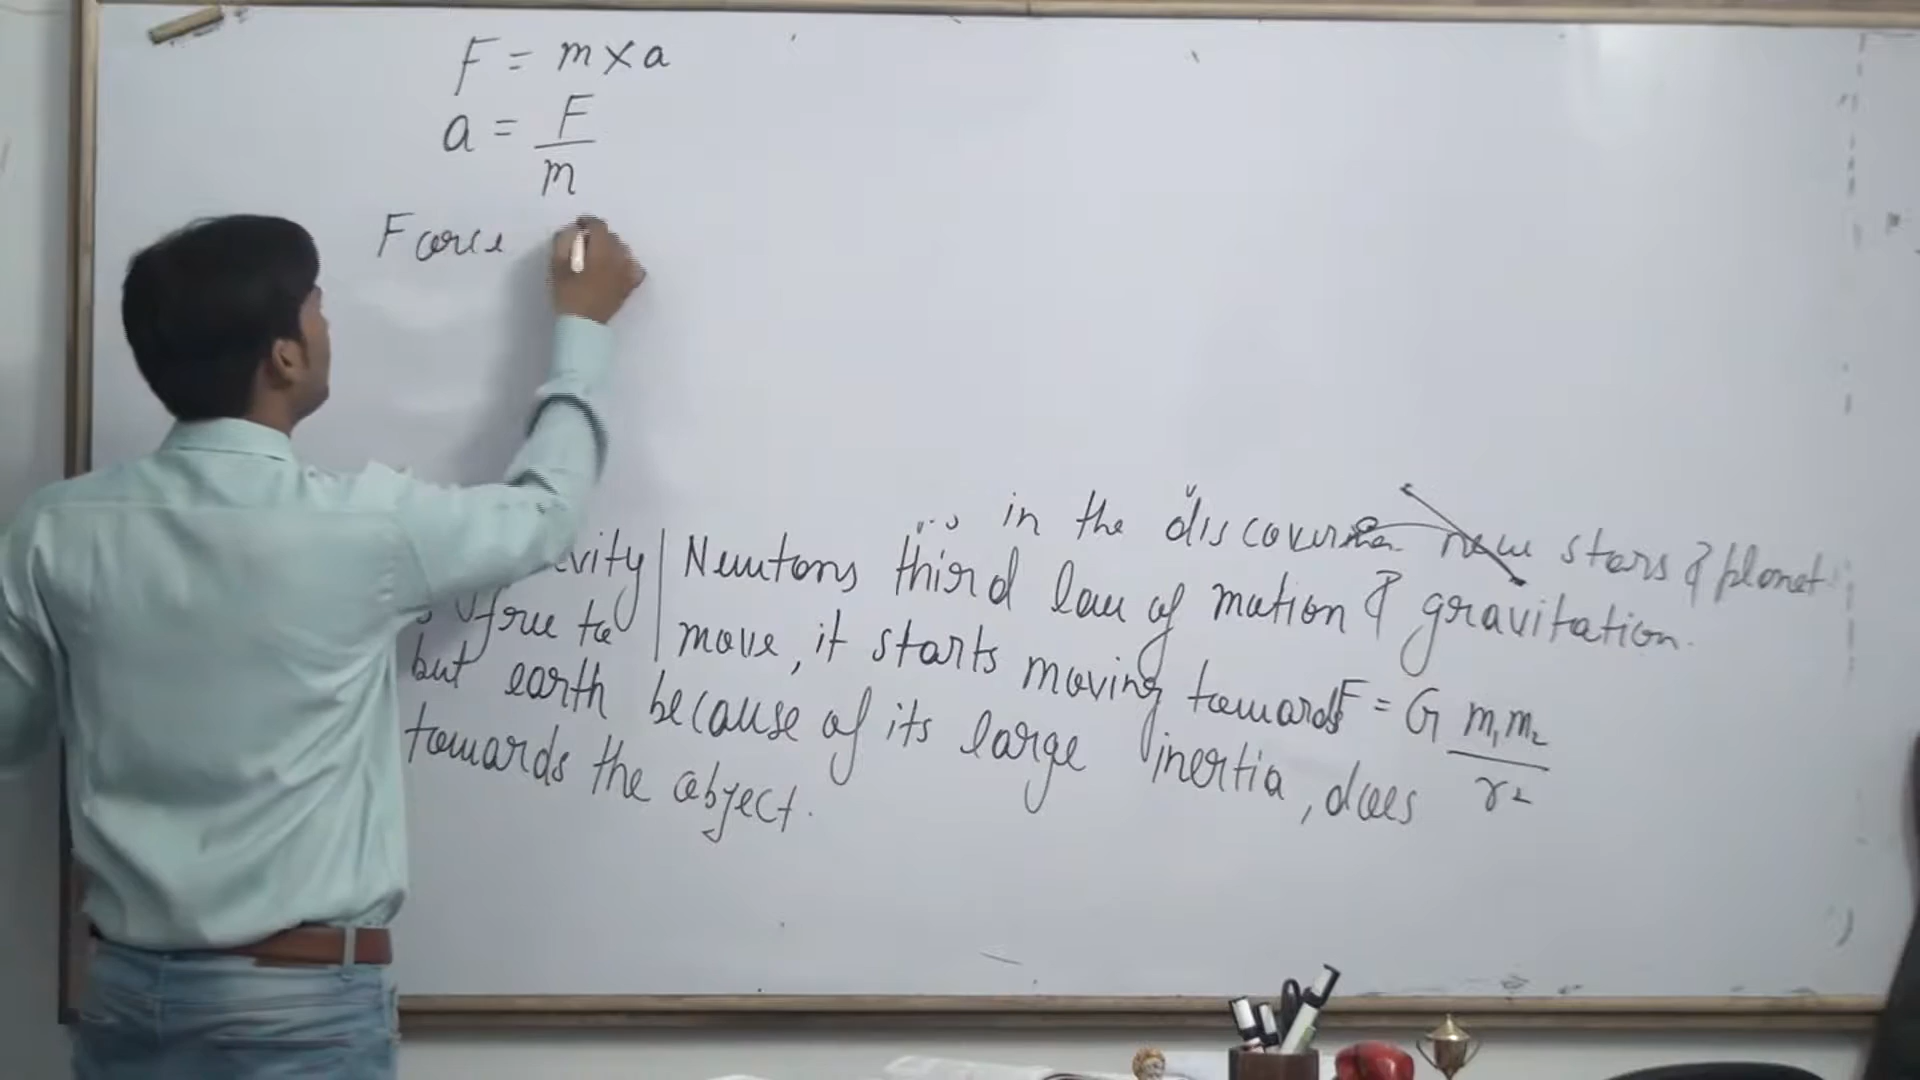 F = m × a
a = F/m
Force
in the discover new stars & planet
vity | Newtons third law of motion & gravitation.
free to | move, it starts moving towards
F = G m₁m₂/r²
but earth because of its large inertia, does
towards the object.